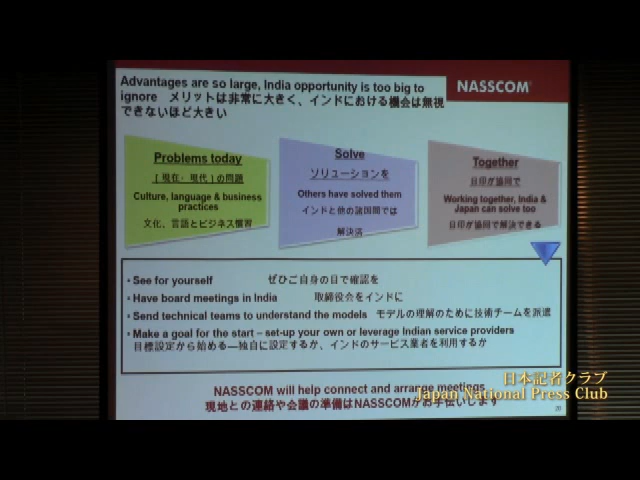 Advantages are so large, India opportunity is too big to
ignore メリットは非常に大きく、インドにおける機会は無視
できないほど大きい
NASSCOM®
Problems today
［現在・現代］の問題
Culture, language & business
practices
文化、言語とビジネス慣習
Solve
ソリューションを
Others have solved them
インドと他の諸国間では
解決済
Together
日印が協同で
Working together, India &
Japan can solve too
日印が協同で解決できる
• See for yourself ぜひご自身の目で確認を
• Have board meetings in India 取締役会をインドに
• Send technical teams to understand the models モデルの理解のために技術チームを派遣
• Make a goal for the start – set-up your own or leverage Indian service providers
目標設定から始める―独自に設定するか、インドのサービス業者を利用するか
NASSCOM will help connect and arrange meetings
現地との連絡や会議の準備はNASSCOMがお手伝いします
日本記者クラブ
Japan National Press Club